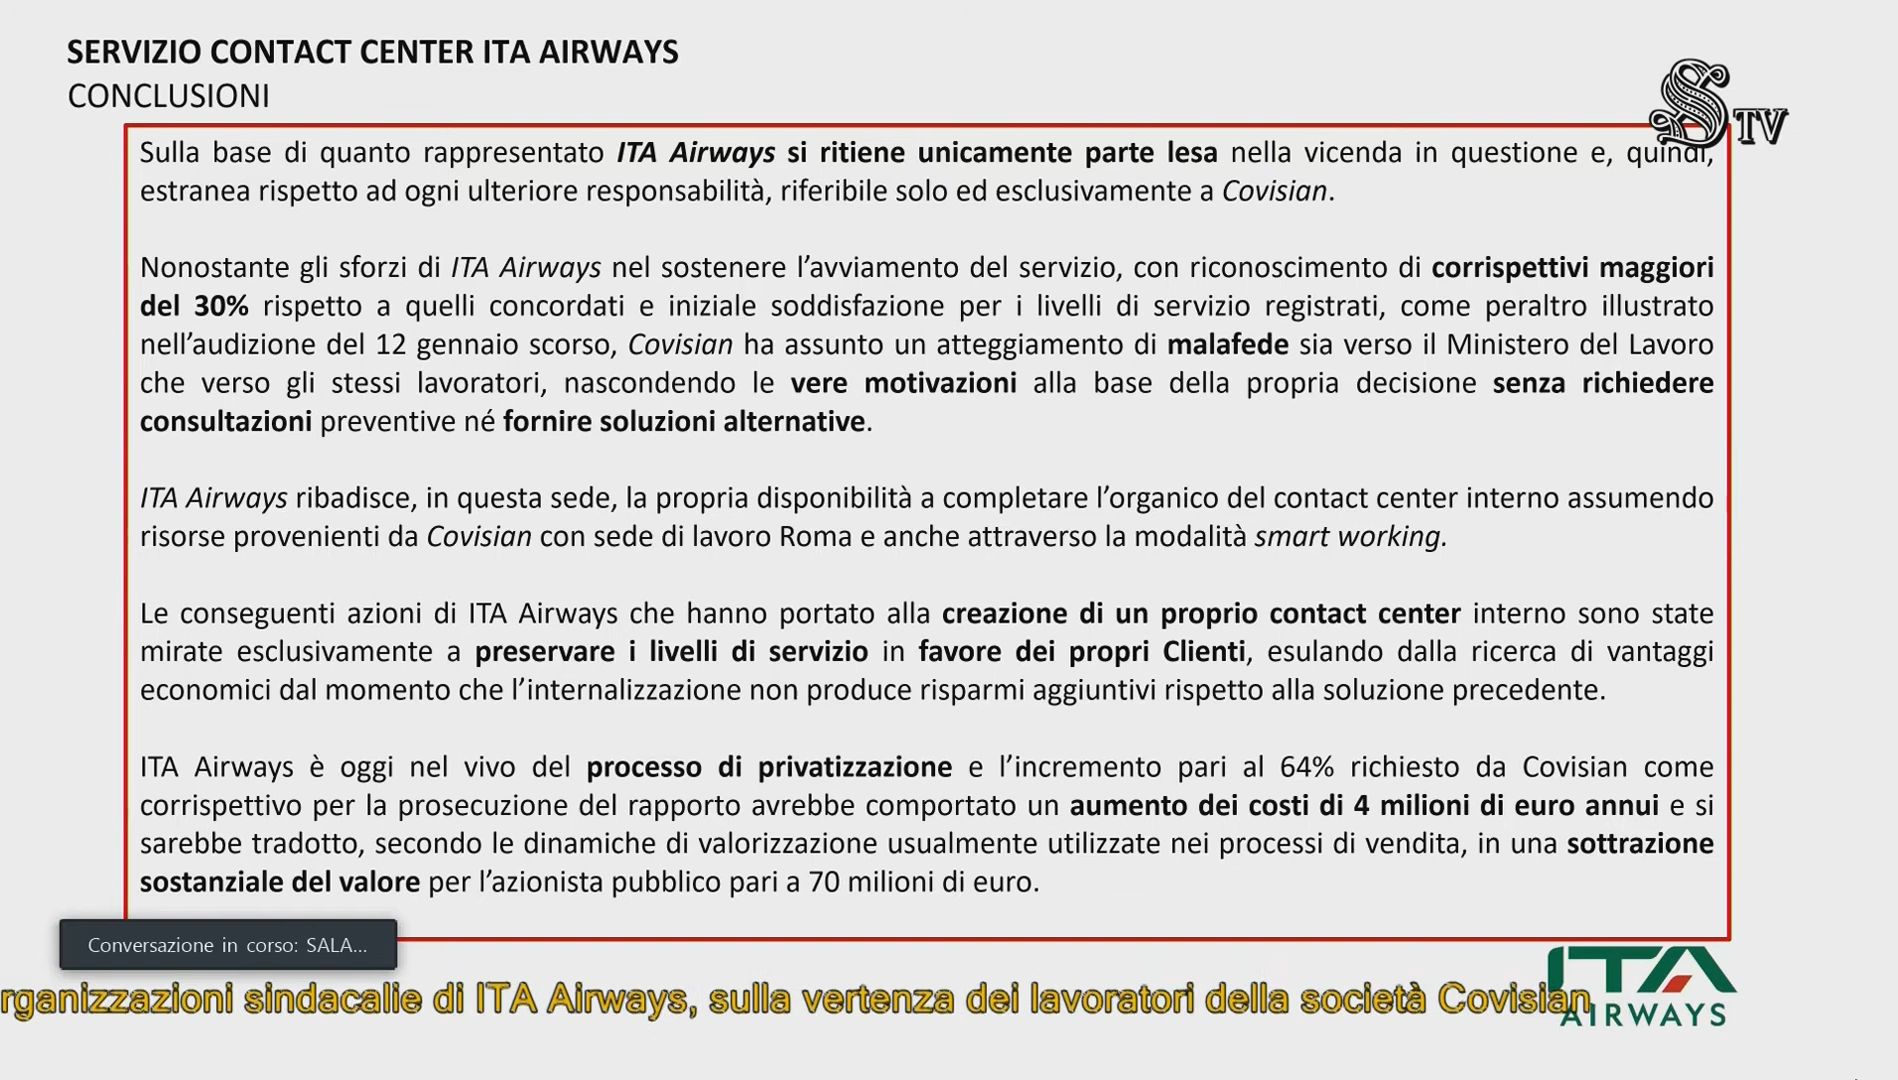 SERVIZIO CONTACT CENTER ITA AIRWAYS
CONCLUSIONI
S TV
Sulla base di quanto rappresentato ITA Airways si ritiene unicamente parte lesa nella vicenda in questione e, quindi,
estranea rispetto ad ogni ulteriore responsabilità, riferibile solo ed esclusivamente a Covisian.
Nonostante gli sforzi di ITA Airways nel sostenere l’avviamento del servizio, con riconoscimento di corrispettivi maggiori
del 30% rispetto a quelli concordati e iniziale soddisfazione per i livelli di servizio registrati, come peraltro illustrato
nell’audizione del 12 gennaio scorso, Covisian ha assunto un atteggiamento di malafede sia verso il Ministero del Lavoro
che verso gli stessi lavoratori, nascondendo le vere motivazioni alla base della propria decisione senza richiedere
consultazioni preventive né fornire soluzioni alternative.
ITA Airways ribadisce, in questa sede, la propria disponibilità a completare l’organico del contact center interno assumendo
risorse provenienti da Covisian con sede di lavoro Roma e anche attraverso la modalità smart working.
Le conseguenti azioni di ITA Airways che hanno portato alla creazione di un proprio contact center interno sono state
mirate esclusivamente a preservare i livelli di servizio in favore dei propri Clienti, esulando dalla ricerca di vantaggi
economici dal momento che l’internalizzazione non produce risparmi aggiuntivi rispetto alla soluzione precedente.
ITA Airways è oggi nel vivo del processo di privatizzazione e l’incremento pari al 64% richiesto da Covisian come
corrispettivo per la prosecuzione del rapporto avrebbe comportato un aumento dei costi di 4 milioni di euro annui e si
sarebbe tradotto, secondo le dinamiche di valorizzazione usualmente utilizzate nei processi di vendita, in una sottrazione
sostanziale del valore per l’azionista pubblico pari a 70 milioni di euro.
Conversazione in corso: SALA...
rganizzazioni sindacalie di ITA Airways, sulla vertenza dei lavoratori della società Covisian
ITA
AIRWAYS